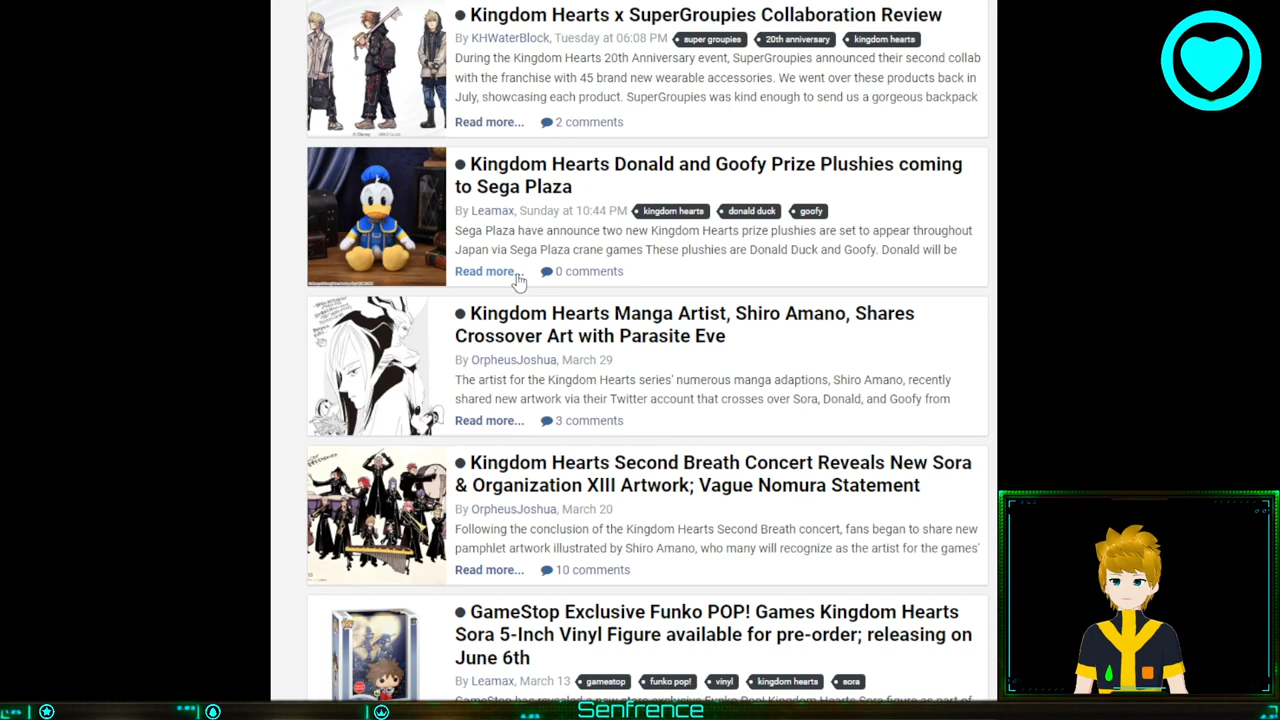 Kingdom Hearts x SuperGroupies Collaboration Review
By KHWaterBlock, Tuesday at 06:08 PM super groupies 20th anniversary kingdom hearts
During the Kingdom Hearts 20th Anniversary event, SuperGroupies announced their second collab
with the franchise with 45 brand new wearable accessories. We went over these products back in
July, showcasing each product. SuperGroupies was kind enough to send us a gorgeous backpack
Read more... 2 comments
Kingdom Hearts Donald and Goofy Prize Plushies coming
to Sega Plaza
By Leamax, Sunday at 10:44 PM kingdom hearts donald duck goofy
Sega Plaza have announce two new Kingdom Hearts prize plushies are set to appear throughout
Japan via Sega Plaza crane games These plushies are Donald Duck and Goofy. Donald will be
Read more... 0 comments
Kingdom Hearts Manga Artist, Shiro Amano, Shares
Crossover Art with Parasite Eve
By OrpheusJoshua, March 29
The artist for the Kingdom Hearts series' numerous manga adaptions, Shiro Amano, recently
shared new artwork via their Twitter account that crosses over Sora, Donald, and Goofy from
Read more... 3 comments
Kingdom Hearts Second Breath Concert Reveals New Sora
& Organization XIII Artwork; Vague Nomura Statement
By OrpheusJoshua, March 20
Following the conclusion of the Kingdom Hearts Second Breath concert, fans began to share new
pamphlet artwork illustrated by Shiro Amano, who many will recognize as the artist for the games'
Read more... 10 comments
GameStop Exclusive Funko POP! Games Kingdom Hearts
Sora 5-Inch Vinyl Figure available for pre-order; releasing on
June 6th
By Leamax, March 13 gamestop funko pop! vinyl kingdom hearts sora
Senfrence